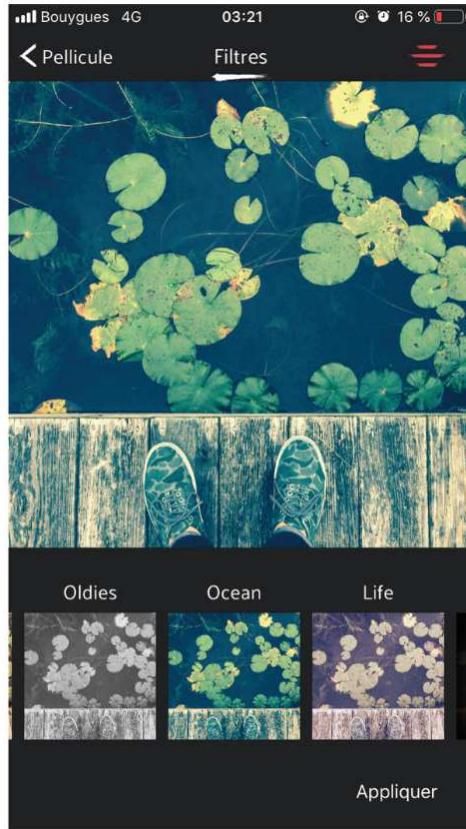 Bouygues 4G 03:21 16 %
Pellicule Filtres
Oldies Ocean Life
Appliquer